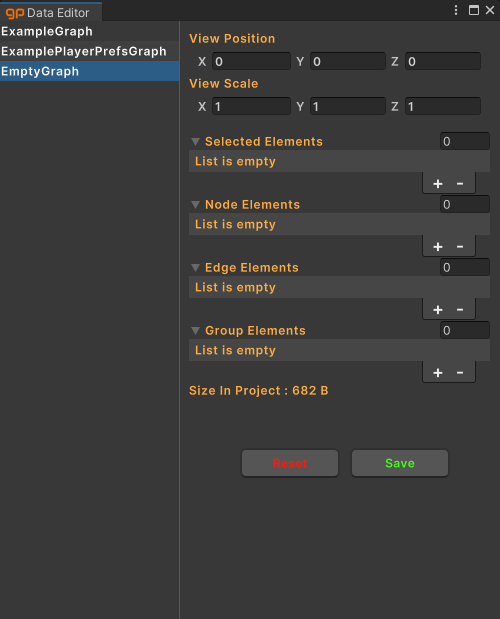 gp Data Editor
ExampleGraph
ExamplePlayerPrefsGraph
EmptyGraph
View Position
X 0 Y 0 Z 0
View Scale
X 1 Y 1 Z 1
Selected Elements 0
List is empty
+ -
Node Elements 0
List is empty
+ -
Edge Elements 0
List is empty
+ -
Group Elements 0
List is empty
+ -
Size In Project : 682 B
Reset Save